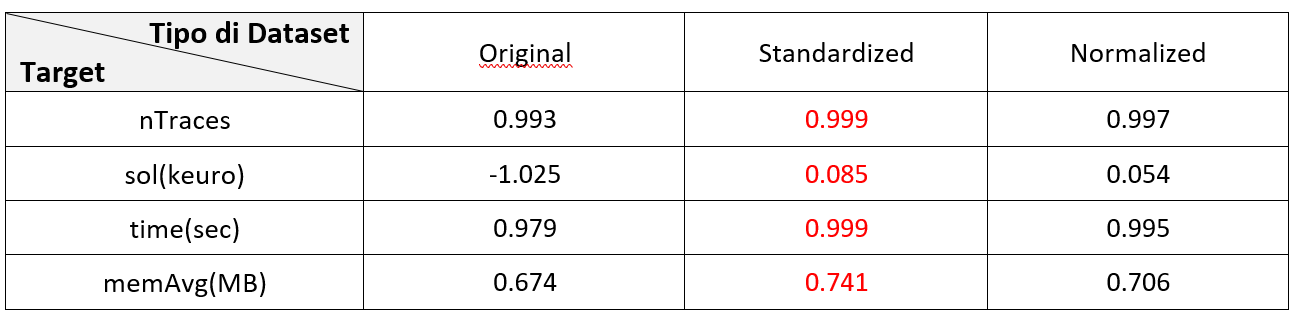 Tipo di Dataset
Target
Original
Standardized
Normalized
nTraces
0.993
0.999
0.997
sol(keuro)
-1.025
0.085
0.054
time(sec)
0.979
0.999
0.995
memAvg(MB)
0.674
0.741
0.706